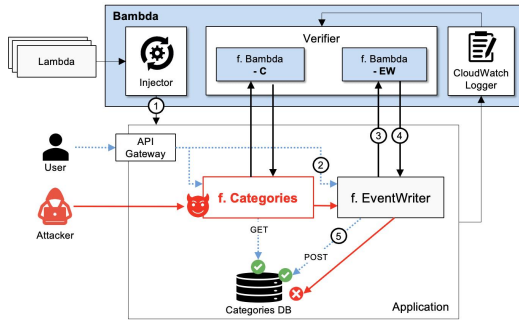 Bambda
Lambda
Injector
Verifier
f. Bambda
- C
f. Bambda
- EW
CloudWatch
Logger
1
API
Gateway
User
2
3
4
f. Categories
f. EventWriter
Attacker
GET
POST
5
Categories DB
Application